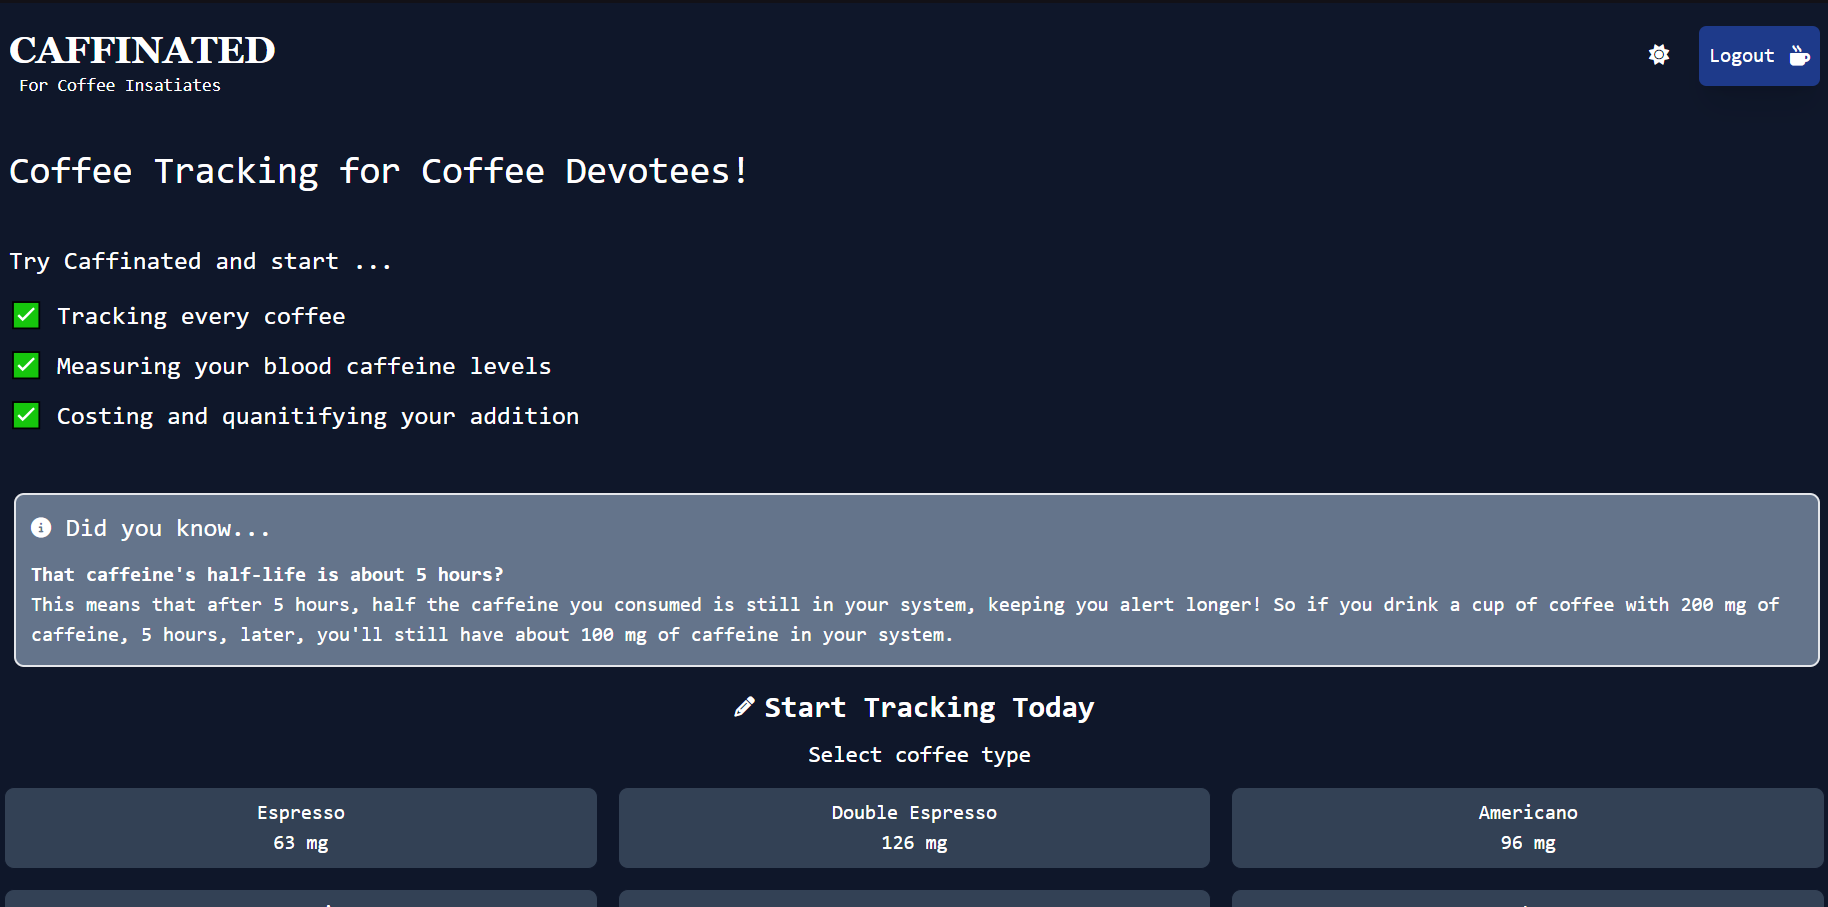 CAFFINATED
For Coffee Insatiates
Logout
Coffee Tracking for Coffee Devotees!
Try Caffinated and start ...
Tracking every coffee
Measuring your blood caffeine levels
Costing and quanitifying your addition
Did you know...
That caffeine's half-life is about 5 hours?
This means that after 5 hours, half the caffeine you consumed is still in your system, keeping you alert longer! So if you drink a cup of coffee with 200 mg of
caffeine, 5 hours, later, you'll still have about 100 mg of caffeine in your system.
Start Tracking Today
Select coffee type
Espresso
63 mg
Double Espresso
126 mg
Americano
96 mg